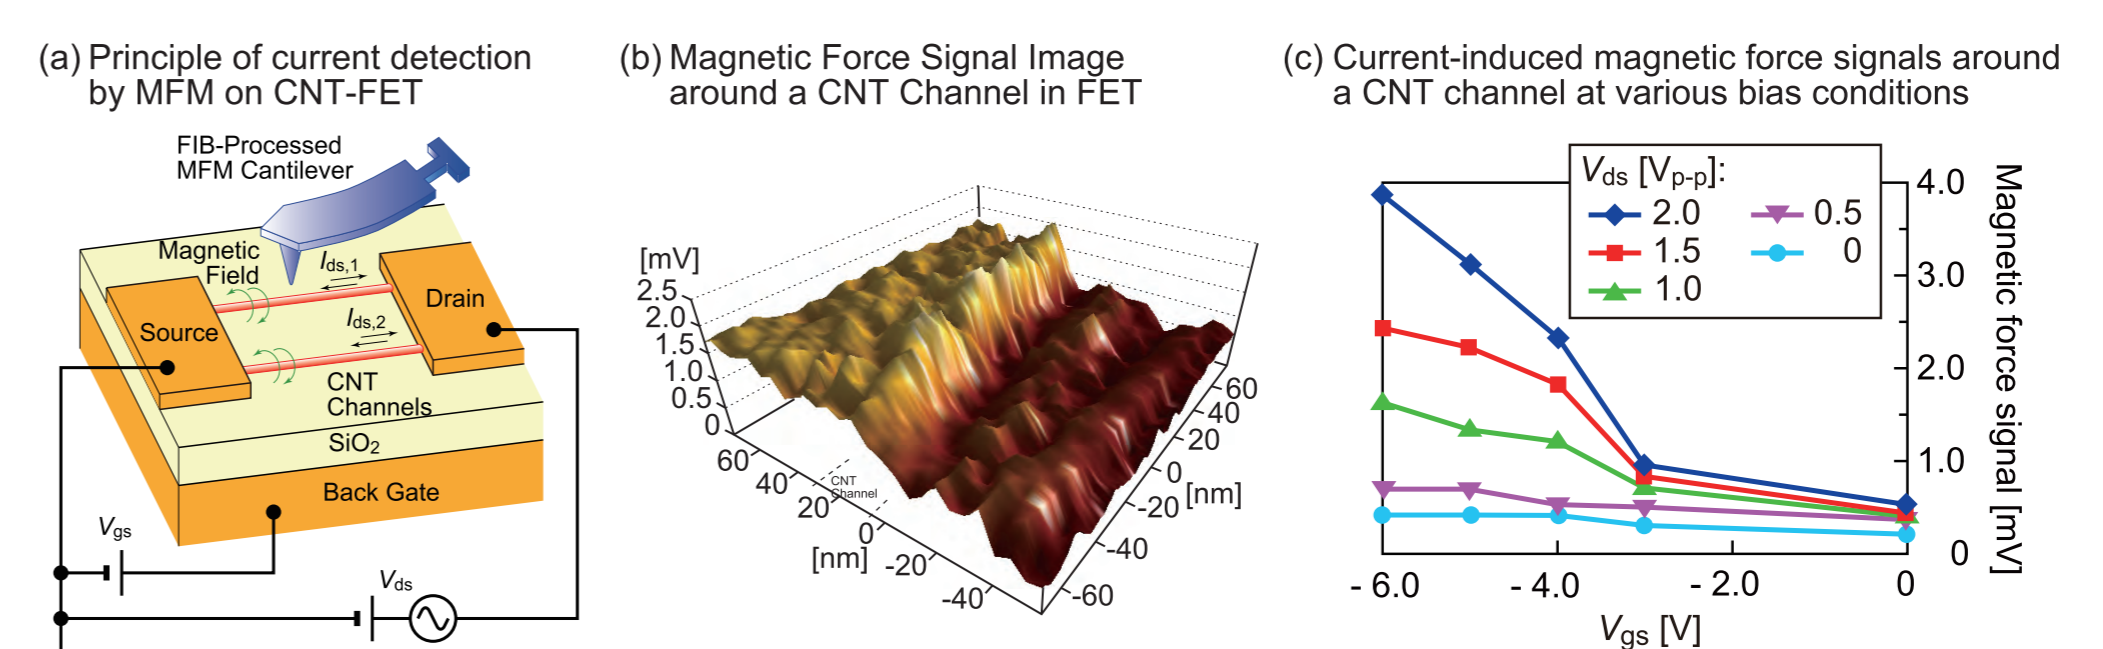 (a) Principle of current detection
by MFM on CNT-FET
FIB-Processed
MFM Cantilever
Magnetic
Field
Ids,1
Drain
Ids,2
Source
CNT
Channels
SiO2
Back Gate
Vgs
Vds
(b) Magnetic Force Signal Image
around a CNT Channel in FET
[mV]
2.5
2.0
1.5
1.0
0.5
0
60
40
20
0
-20
-40
[nm]
CNT
Channel
60
40
20
0
-20
-40
-60
[nm]
(c) Current-induced magnetic force signals around
a CNT channel at various bias conditions
Vds [Vp-p]:
2.0
0.5
1.5
0
1.0
4.0
3.0
2.0
1.0
0
Magnetic force signal [mV]
- 6.0
- 4.0
- 2.0
0
Vgs [V]